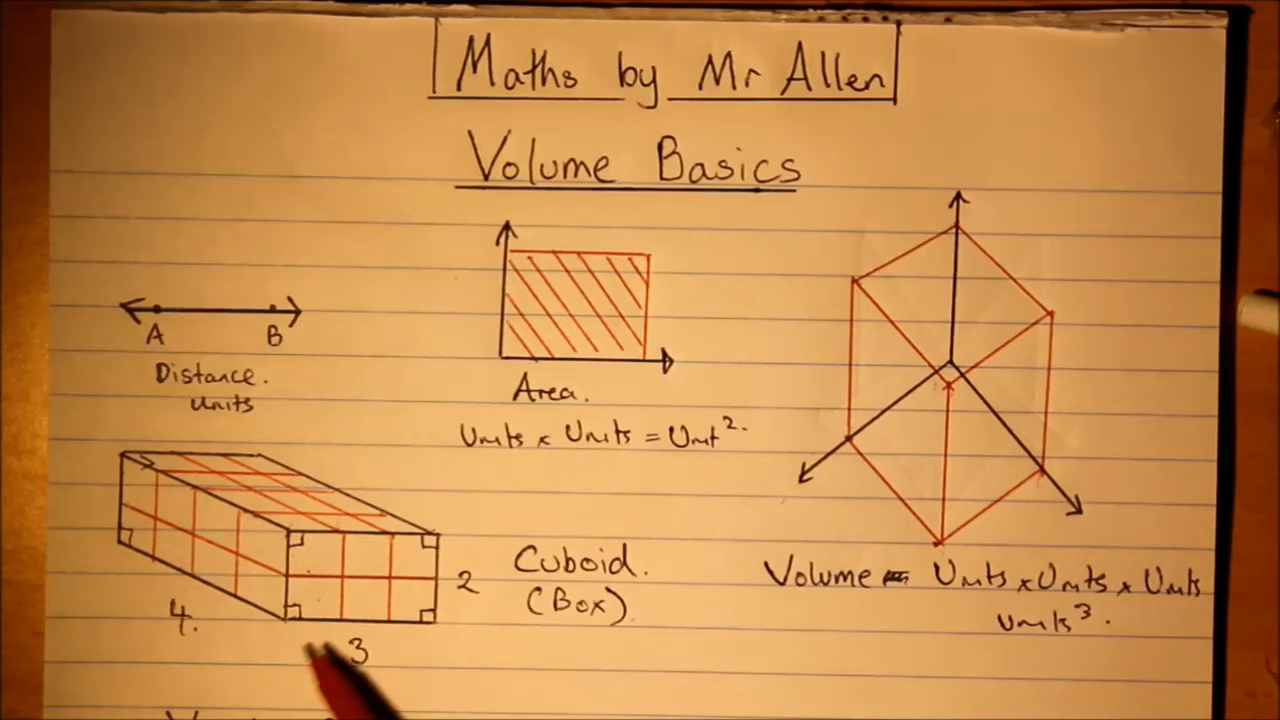 Maths by Mr Allen
Volume Basics
A B
Distance.
Units
Area.
Units x Units = Unit².
Volume = Units x Units x Units
Units³.
Cuboid.
(Box)
2
4.
3